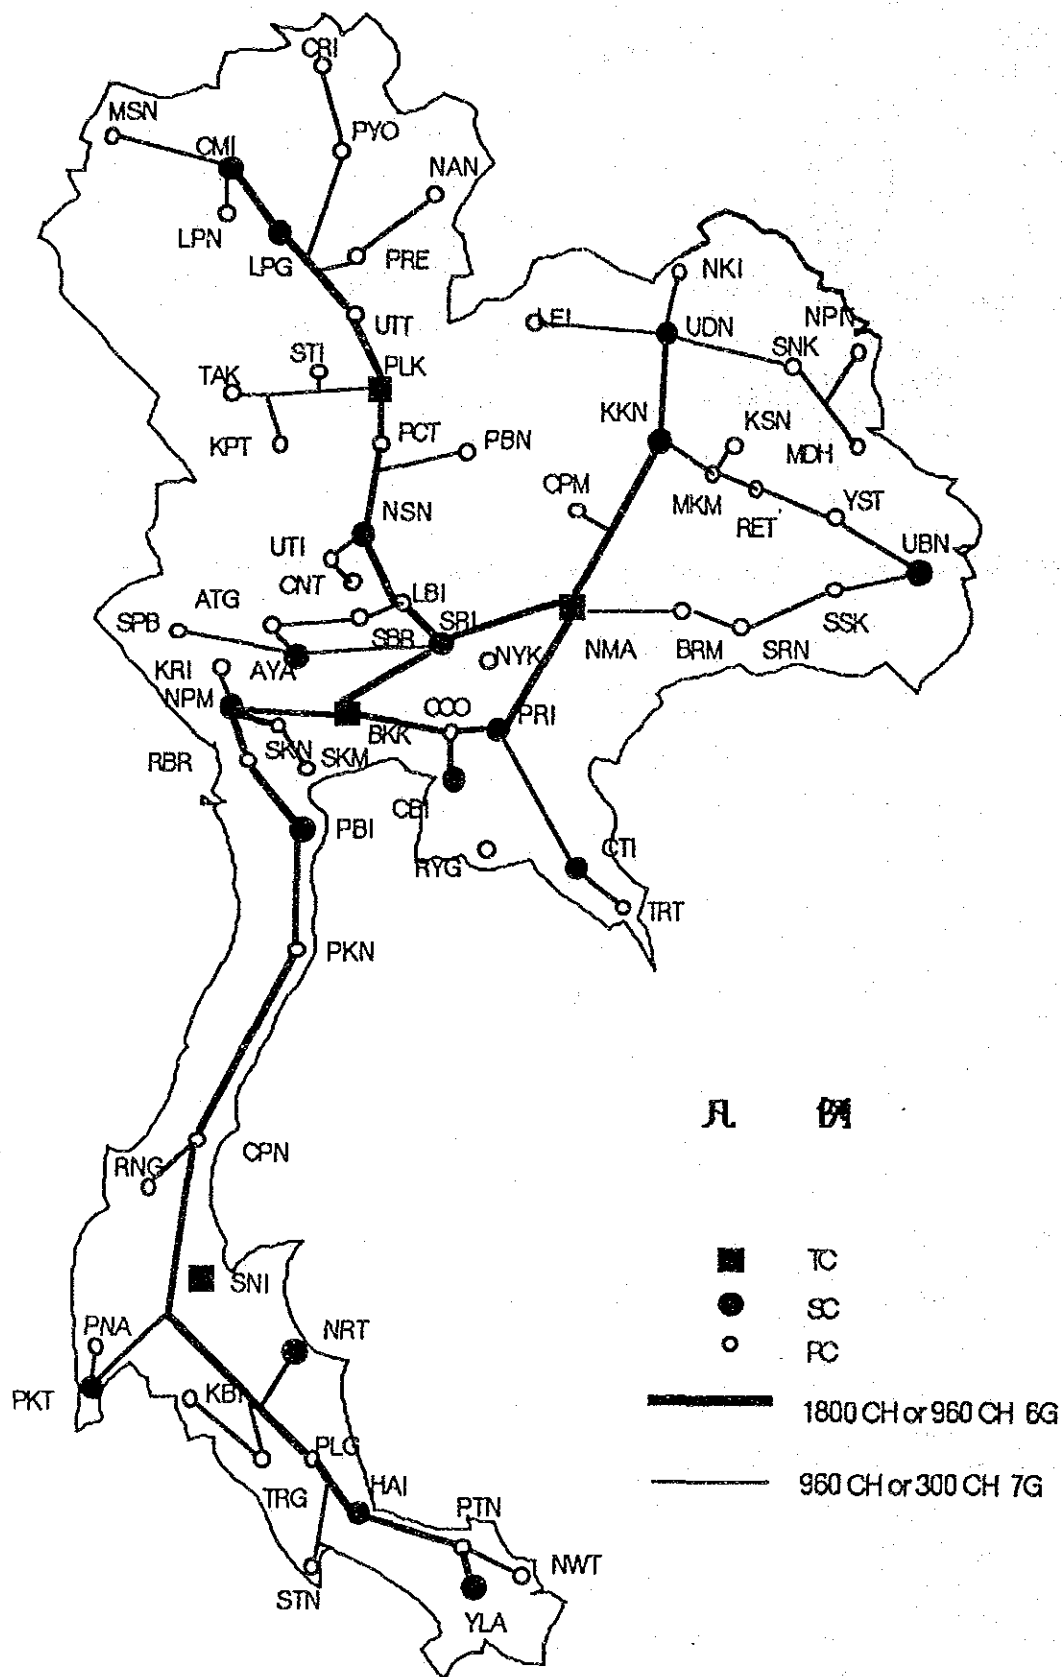 CRI
MSN
PYO
CMI
NAN
LPN
LPG
PRE
NKI
UTT
LEI
UDN
NPN
STI
PLK
SNK
TAK
KKN
KSN
KPT
PCT
PBN
MDH
CPM
MKM
RET
YST
NSN
UBN
UTI
CNT
ATG
LBI
SPB
SBR
SRI
SSK
KRI
AYA
NYK
NMA
BRM
SRN
NPM
BKK
PRI
RBR
SKN
SKM
CBI
PBI
RYG
CTI
TRT
PKN
凡 例
RNG
CPN
SNI
TC
SC
PNA
NRT
PC
PKT
KBI
1800 CH or 960 CH 6G
PLG
TRG
HAI
960 CH or 300 CH 7G
PTN
NWT
STN
YLA